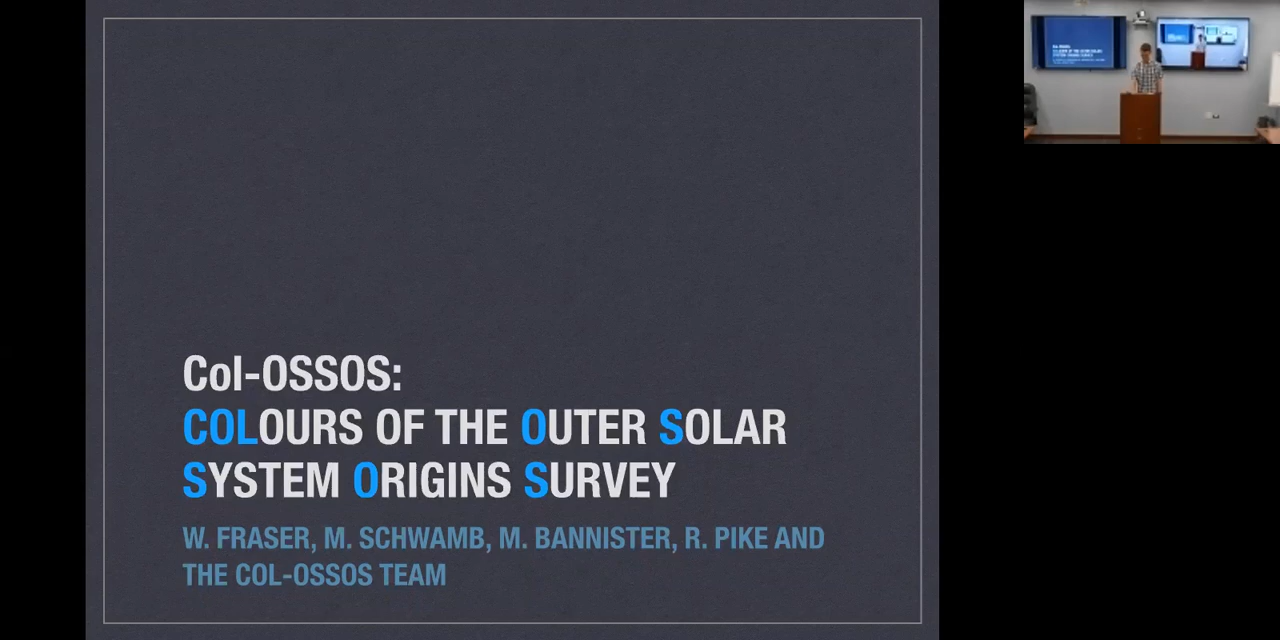 Col-OSSOS:
COLOURS OF THE OUTER SOLAR
SYSTEM ORIGINS SURVEY
W. FRASER, M. SCHWAMB, M. BANNISTER, R. PIKE AND
THE COL-OSSOS TEAM